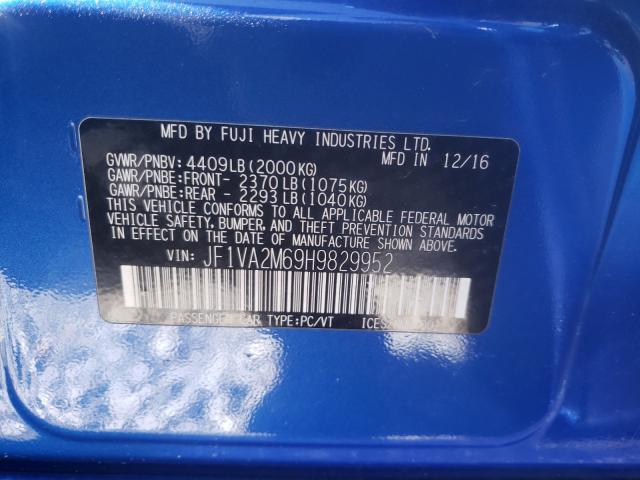 MFD BY FUJI HEAVY INDUSTRIES LTD.
MFD IN 12/16
GVWR/PNBV: 4409LB(2000KG)
GAWR/PNBE:FRONT- 2370LB(1075KG)
GAWR/PNBE:REAR - 2293LB(1040KG)
THIS VEHICLE CONFORMS TO ALL APPLICABLE FEDERAL MOTOR
VEHICLE SAFETY, BUMPER, AND THEFT PREVENTION STANDARDS
IN EFFECT ON THE DATE OF MANUFACTURE SHOWN ABOVE.
VIN: JF1VA2M69H9829952
PASSENGER CAR TYPE:PC/VT